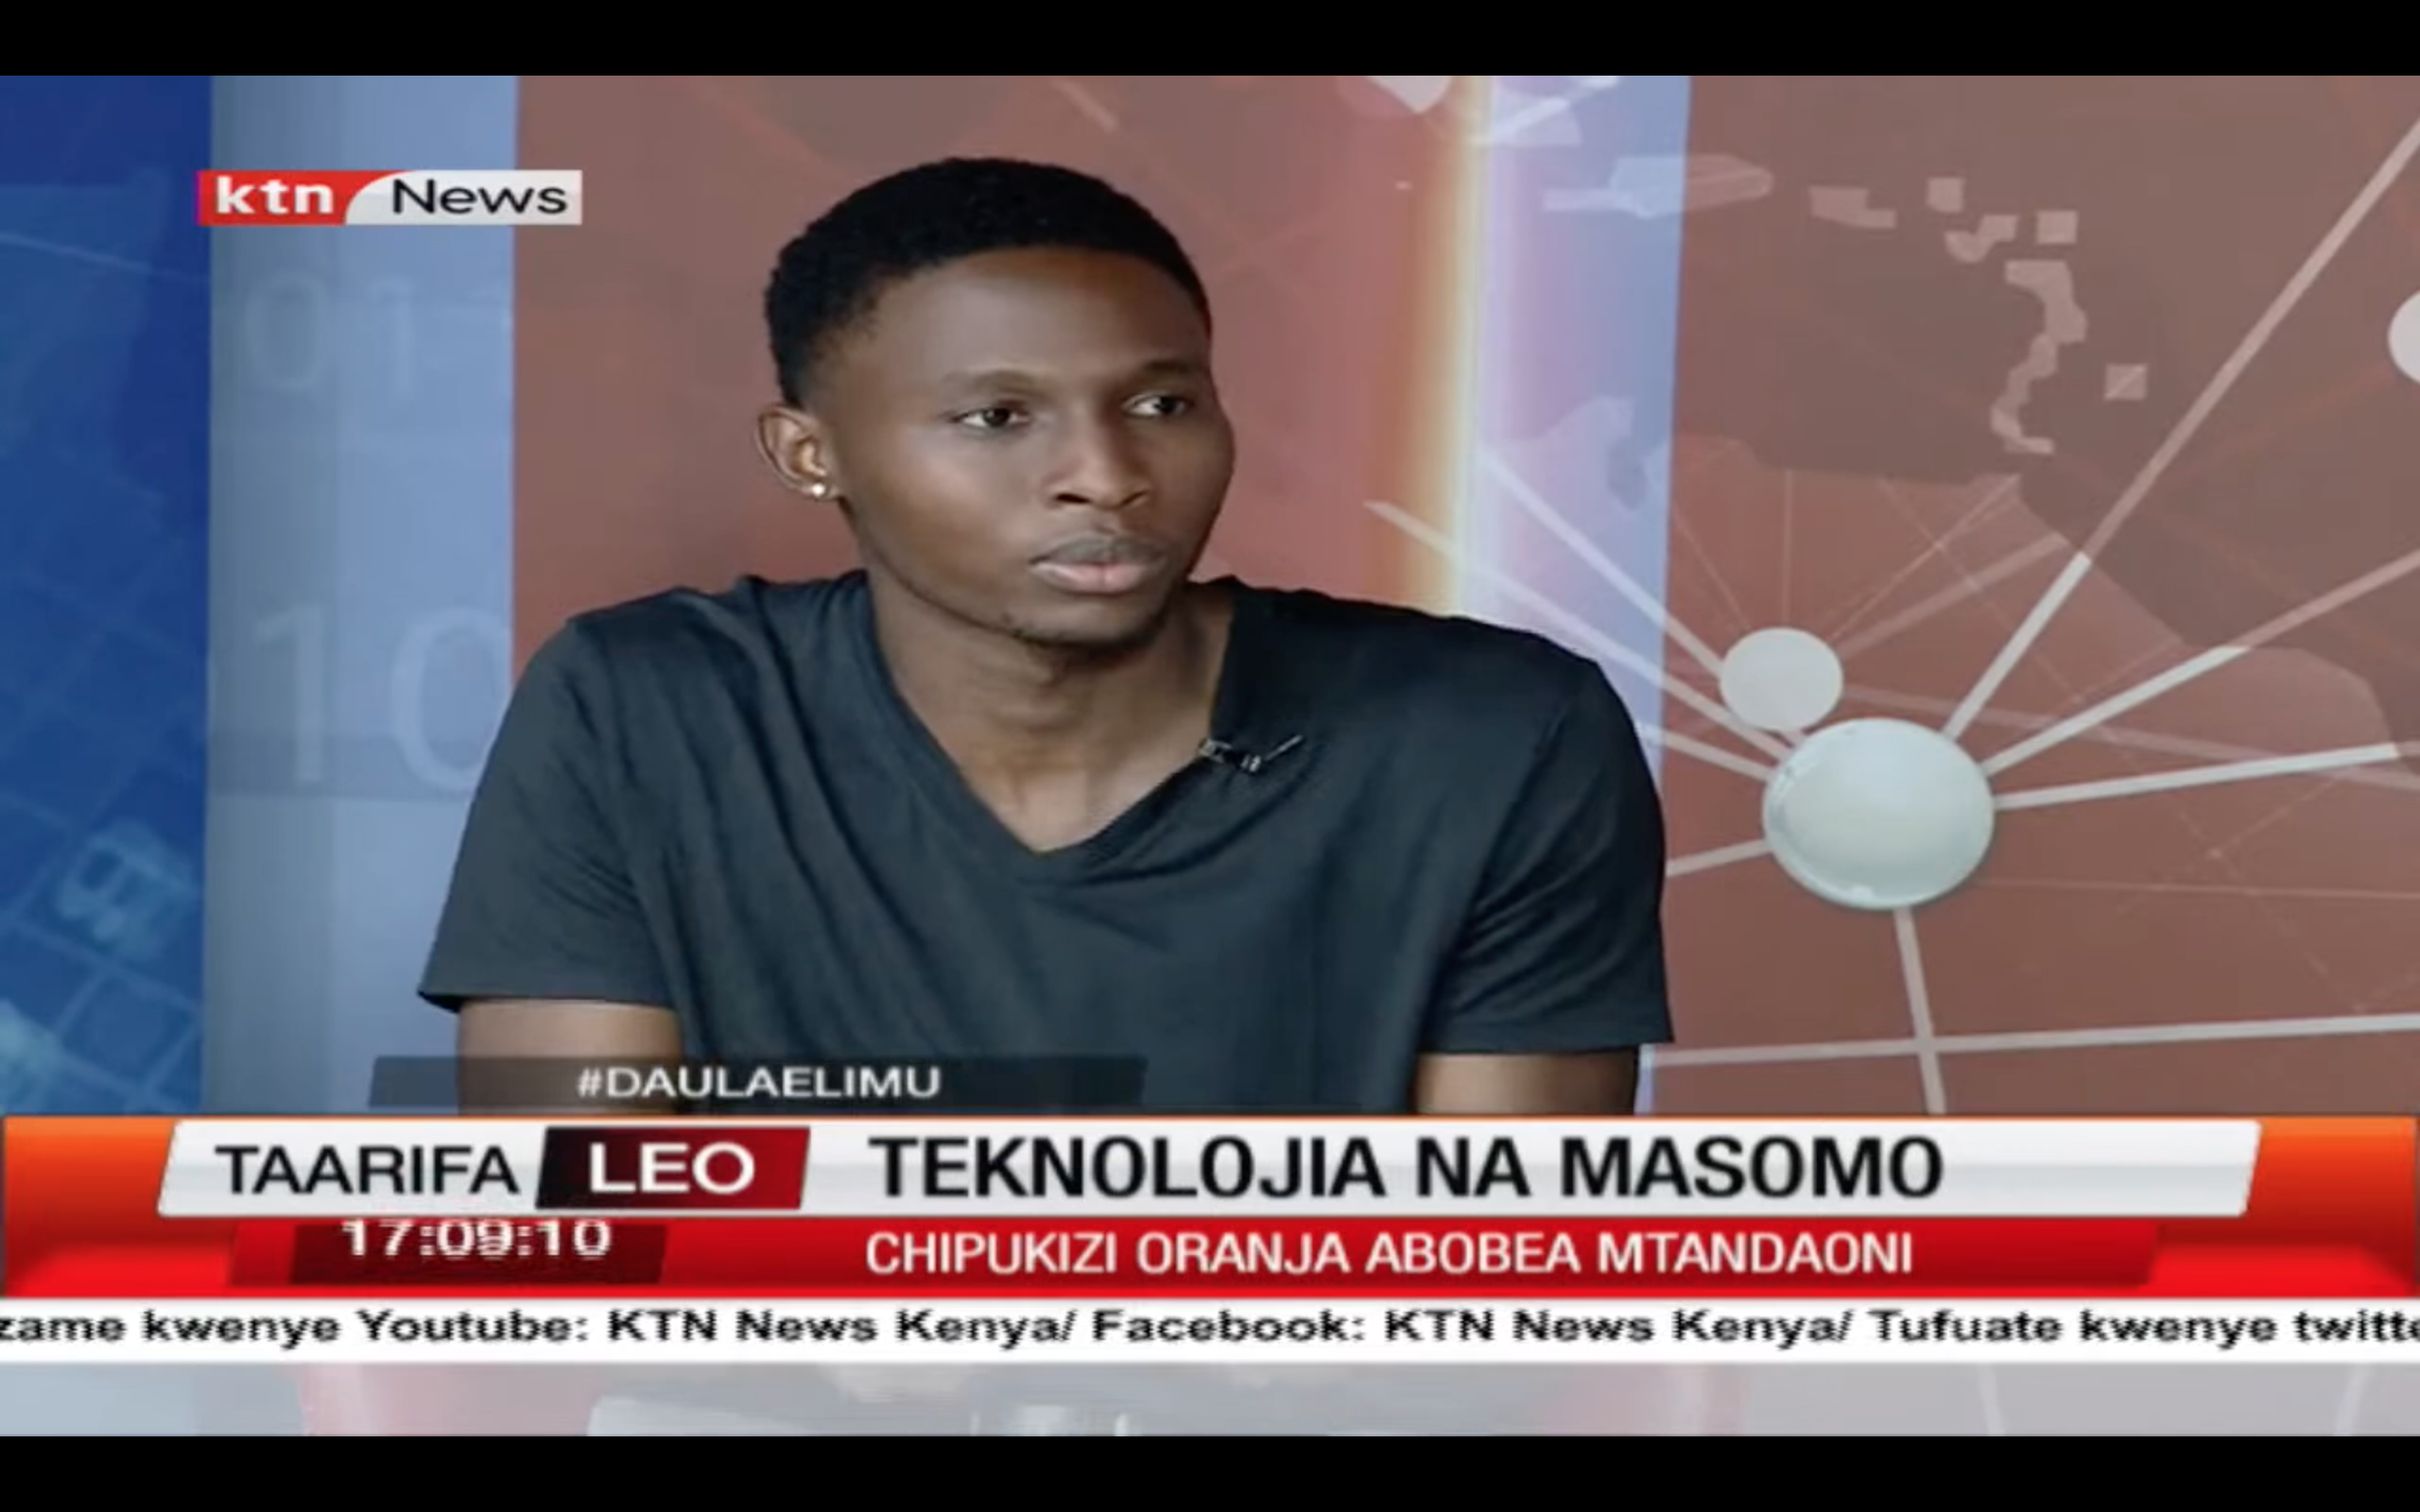 ktn News
#DAULAELIMU
TAARIFA LEO TEKNOLOJIA NA MASOMO
17:09:10 CHIPUKIZI ORANJA ABOBEA MTANDAONI
kwenye Youtube: KTN News Kenya/ Facebook: KTN News Kenya/ Tufuate kwenye